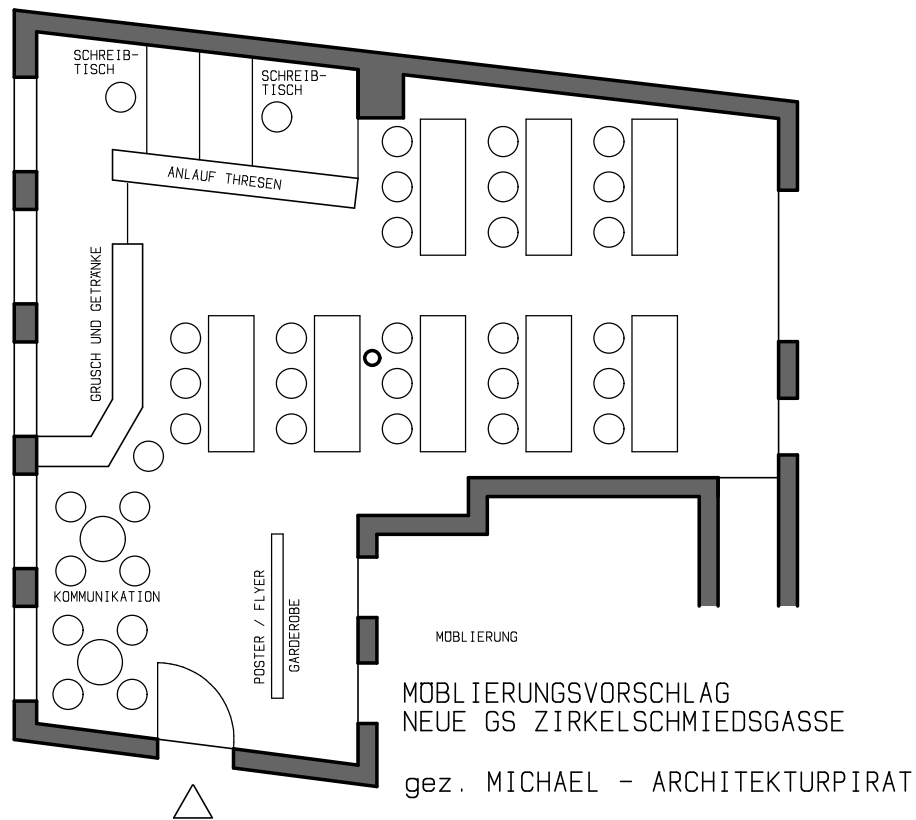 SCHREIB-
TISCH
SCHREIB-
TISCH
ANLAUF THRESEN
GRUSCH UND GETRÄNKE
KOMMUNIKATION
POSTER / FLYER
GARDEROBE
MÖBLIERUNG
MÖBLIERUNGSVORSCHLAG
NEUE GS ZIRKELSCHMIEDSGASSE
gez. MICHAEL - ARCHITEKTURPIRAT